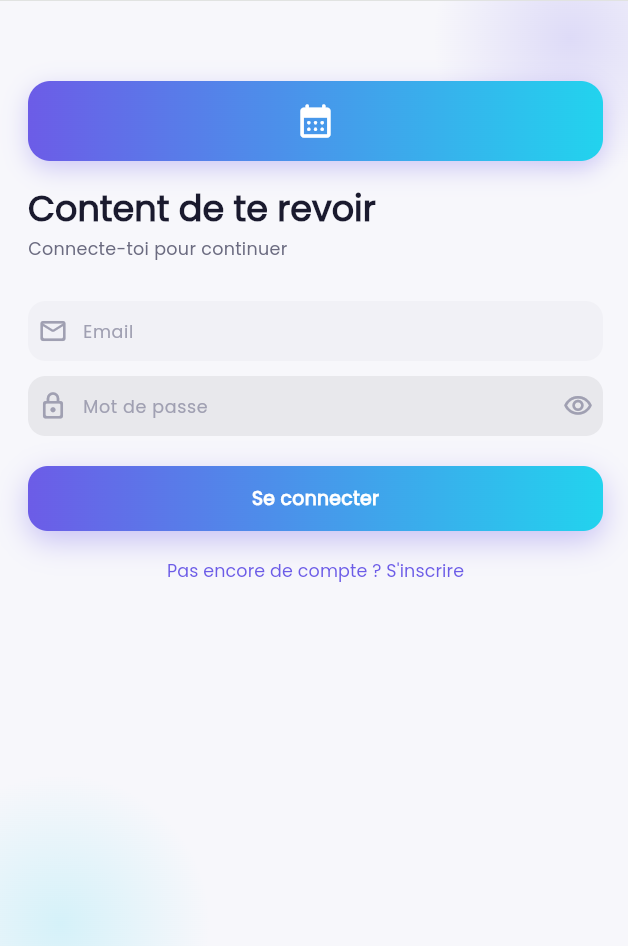 Content de te revoir
Connecte-toi pour continuer
Email
Mot de passe
Se connecter
Pas encore de compte ? S'inscrire